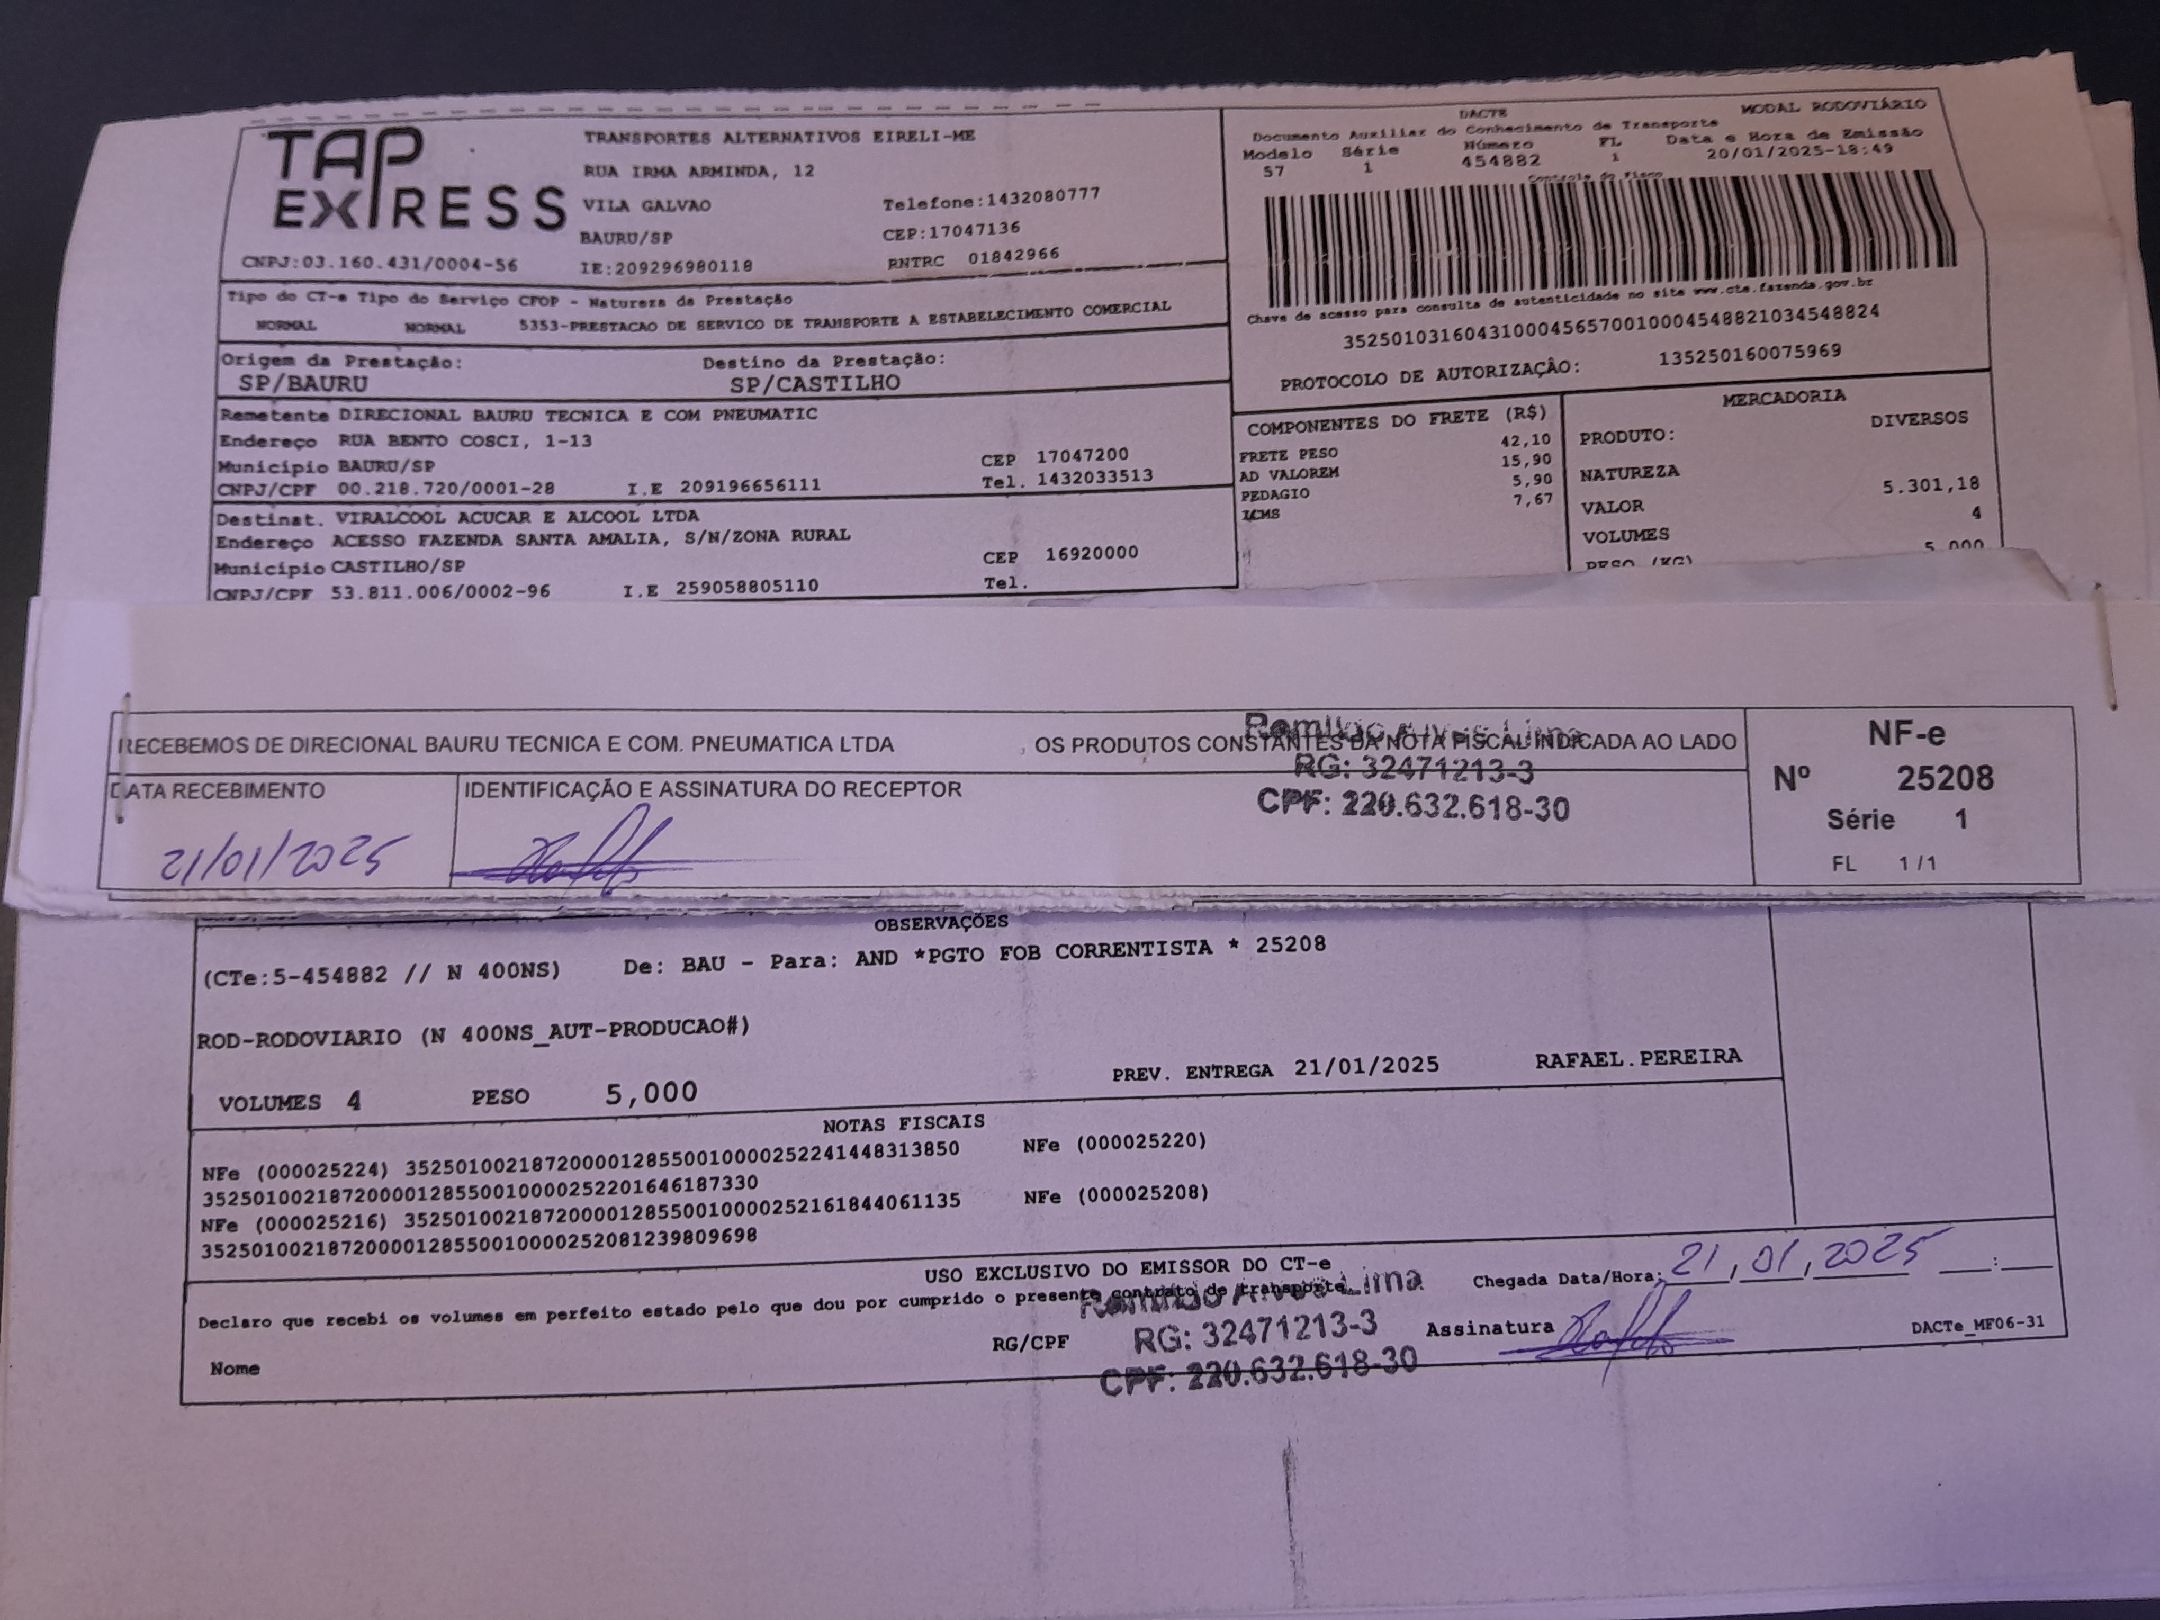 TAP EXPRESS
TRANSPORTES ALTERNATIVOS EIRELI-ME
RUA IRMA ARMINDA, 12
VILA GALVAO Telefone:1432080777
BAURU/SP CEP:17047136
CNPJ:03.160.431/0004-56 IE:209296980118 RNTRC 01842966
DACTE MODAL RODOVIÁRIO
Documento Auxiliar do Conhecimento de Transporte
Modelo Série Número FL Data e Hora de Emissão
57 1 454882 1 20/01/2025-18:49
Controle do Fisco
Chave de acesso para consulta de autenticidade no site www.cte.fazenda.gov.br
35250103160431000456570010004548821034548824
PROTOCOLO DE AUTORIZAÇÃO: 135250160075969
Tipo do CT-e Tipo do Serviço CFOP - Natureza da Prestação
NORMAL NORMAL 5353-PRESTACAO DE SERVICO DE TRANSPORTE A ESTABELECIMENTO COMERCIAL
Origem da Prestação: Destino da Prestação:
SP/BAURU SP/CASTILHO
Remetente DIRECIONAL BAURU TECNICA E COM PNEUMATIC
Endereço RUA BENTO COSCI, 1-13
Município BAURU/SP CEP 17047200
CNPJ/CPF 00.218.720/0001-28 I.E 209196656111 Tel. 1432033513
Destinat. VIRALCOOL ACUCAR E ALCOOL LTDA
Endereço ACESSO FAZENDA SANTA AMALIA, S/N/ZONA RURAL
Município CASTILHO/SP CEP 16920000
CNPJ/CPF 53.811.006/0002-96 I.E 259058805110 Tel.
COMPONENTES DO FRETE (R$)
FRETE PESO 42,10
AD VALOREM 15,90
PEDAGIO 5,90
ICMS 7,67
MERCADORIA
PRODUTO: DIVERSOS
NATUREZA
VALOR 5.301,18
VOLUMES 4
PESO (KG) 5,000
RECEBEMOS DE DIRECIONAL BAURU TECNICA E COM. PNEUMATICA LTDA , OS PRODUTOS CONSTANTES DA NOTA FISCAL INDICADA AO LADO
DATA RECEBIMENTO IDENTIFICAÇÃO E ASSINATURA DO RECEPTOR
21/01/2025
Alves Lima
RG: 32471213-3
CPF: 220.632.618-30
NF-e
Nº 25208
Série 1
FL 1/1
OBSERVAÇÕES
(CTe:5-454882 // N 400NS) De: BAU - Para: AND *PGTO FOB CORRENTISTA * 25208
ROD-RODOVIARIO (N 400NS_AUT-PRODUCAO#)
PREV. ENTREGA 21/01/2025 RAFAEL.PEREIRA
VOLUMES 4 PESO 5,000
NOTAS FISCAIS
NFe (000025224) 35250100218720000128550010000252241448313850 NFe (000025220)
35250100218720000128550010000252201646187330
NFe (000025216) 35250100218720000128550010000252161844061135 NFe (000025208)
35250100218720000128550010000252081239809698
USO EXCLUSIVO DO EMISSOR DO CT-e
Declaro que recebi os volumes em perfeito estado pelo que dou por cumprido o presente contrato de transporte
Chegada Data/Hora: 21,01,2025 __:__
Alves Lima
Nome RG/CPF RG: 32471213-3 Assinatura
CPF: 220.632.618-30
DACTe_MF06-31